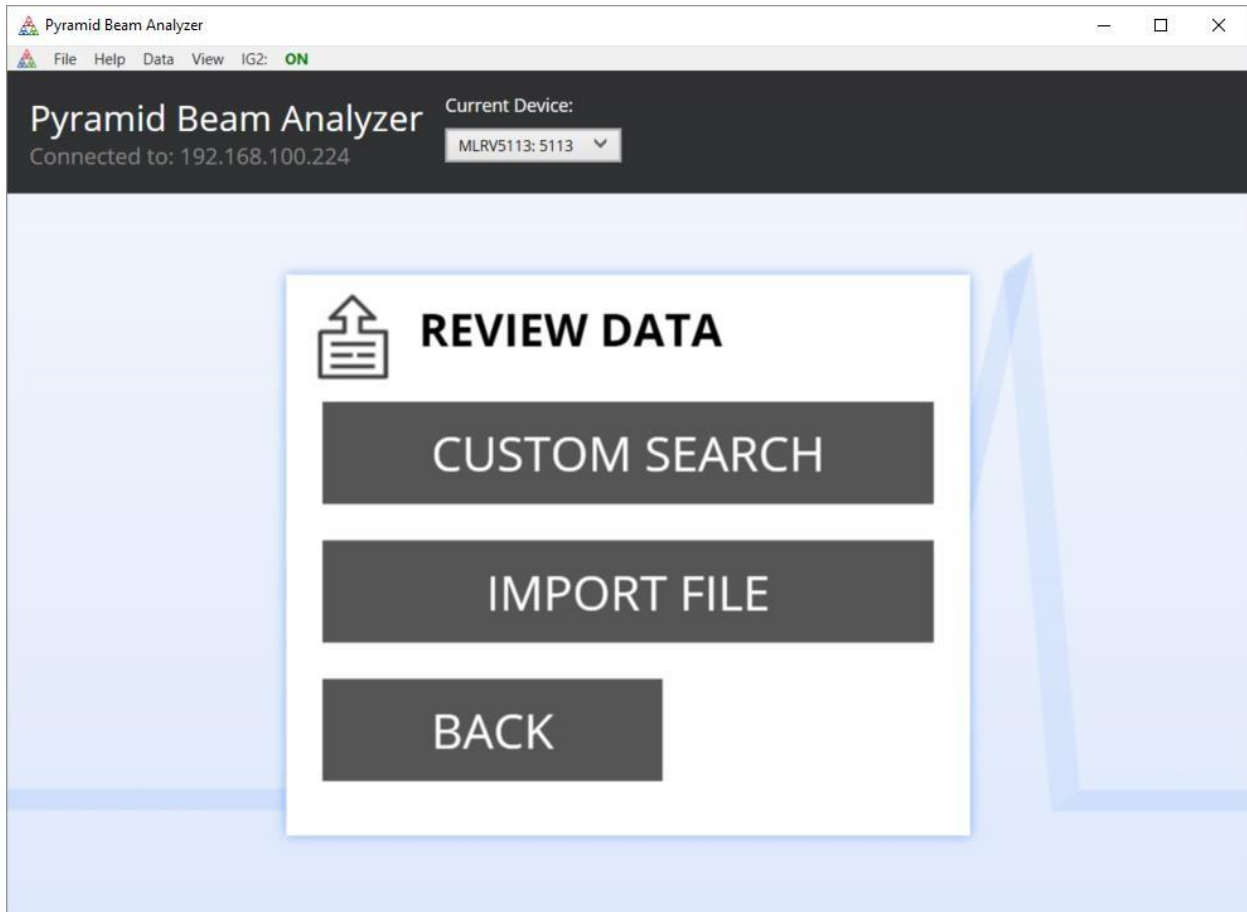 Pyramid Beam Analyzer
File Help Data View IG2: ON
Pyramid Beam Analyzer
Connected to: 192.168.100.224
Current Device:
MLRV5113: 5113
REVIEW DATA
CUSTOM SEARCH
IMPORT FILE
BACK